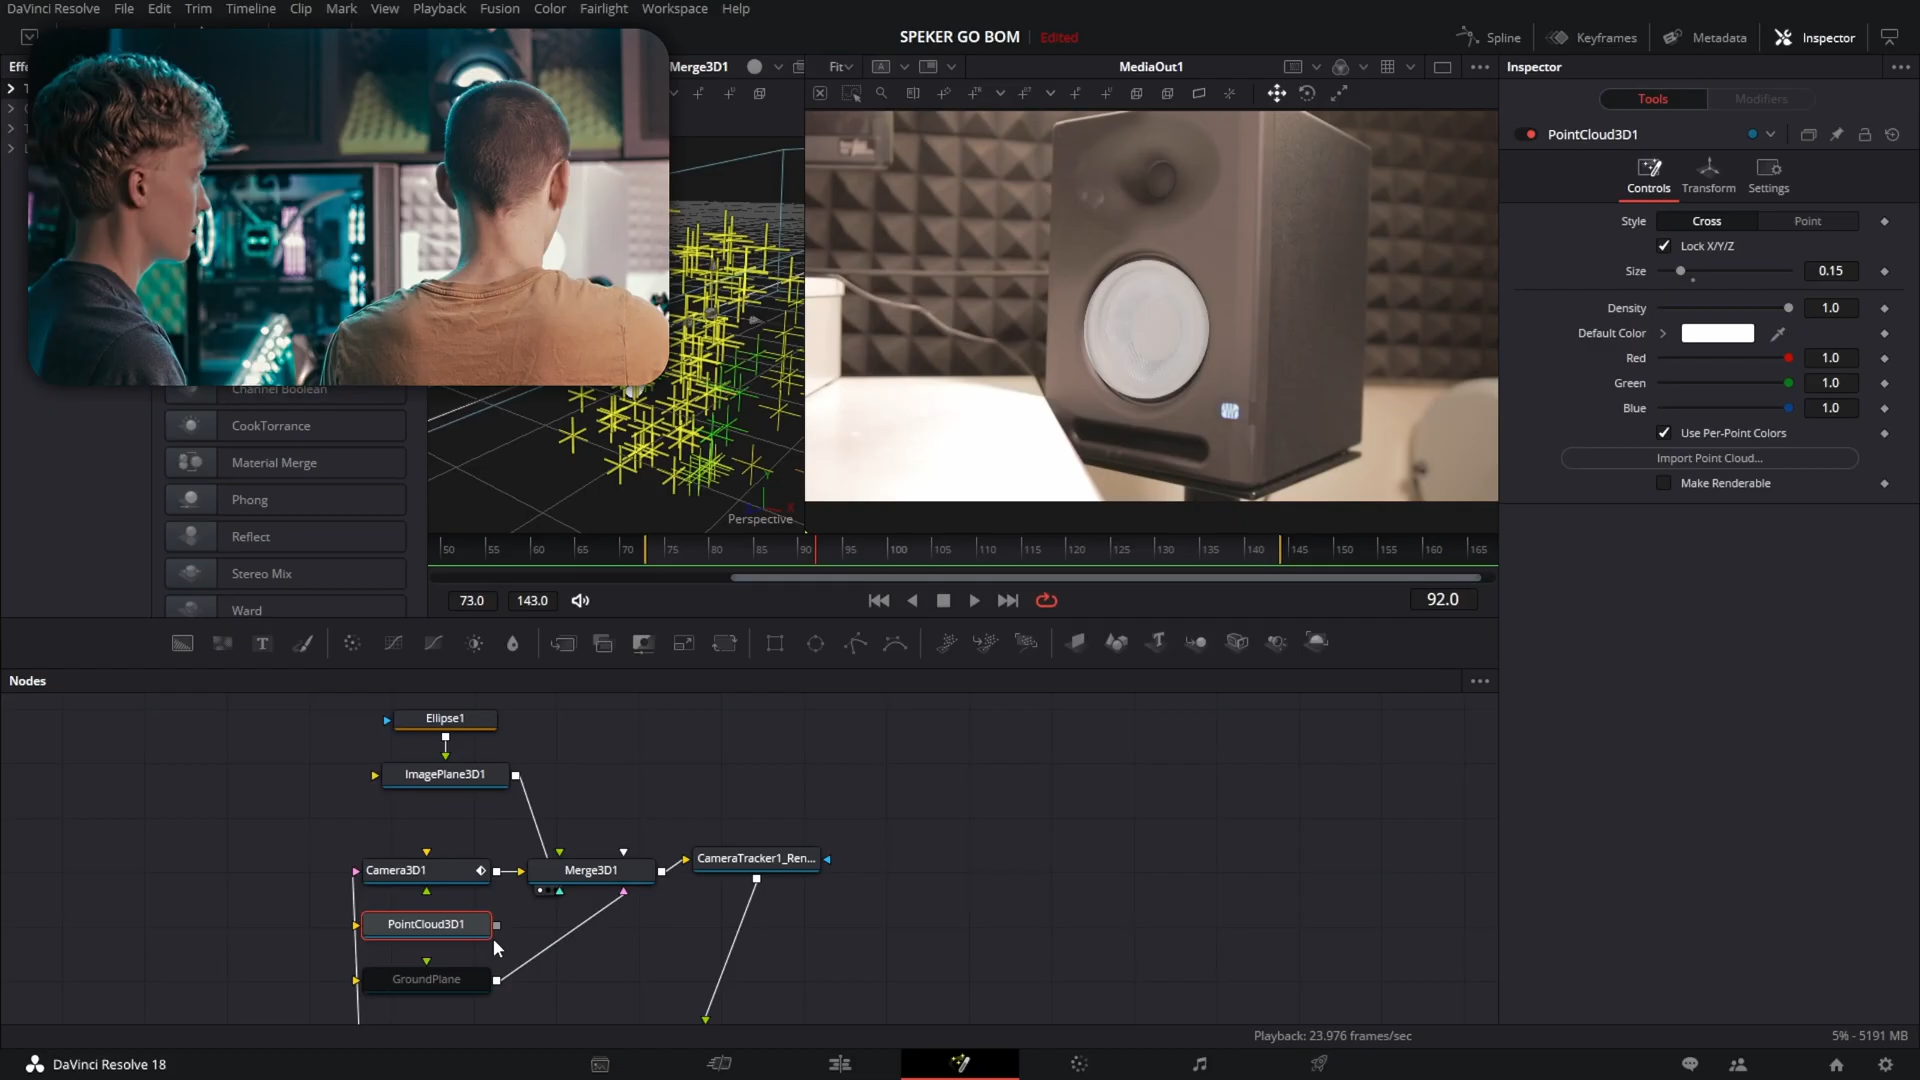 DaVinci Resolve File Edit Trim Timeline Clip Mark View Playback Fusion Color Fairlight Workspace Help
SPEKER GO BOM Edited
Spline Keyframes Metadata Inspector
Effe
Merge3D1
Fit
MediaOut1
Inspector
Tools Modifiers
PointCloud3D1
Controls Transform Settings
Style Cross Point
Lock X/Y/Z
Size 0.15
Density 1.0
Default Color
Red 1.0
Green 1.0
Blue 1.0
Use Per-Point Colors
Import Point Cloud...
Make Renderable
Channel Boolean
CookTorrance
Material Merge
Phong
Reflect
Stereo Mix
Ward
Perspective
50 55 60 65 70 75 80 85 90 95 100 105 110 115 120 125 130 135 140 145 150 155 160 165
73.0 143.0 92.0
Nodes
Ellipse1
ImagePlane3D1
Camera3D1
Merge3D1
CameraTracker1_Ren...
PointCloud3D1
GroundPlane
Playback: 23.976 frames/sec
5% - 5191 MB
DaVinci Resolve 18